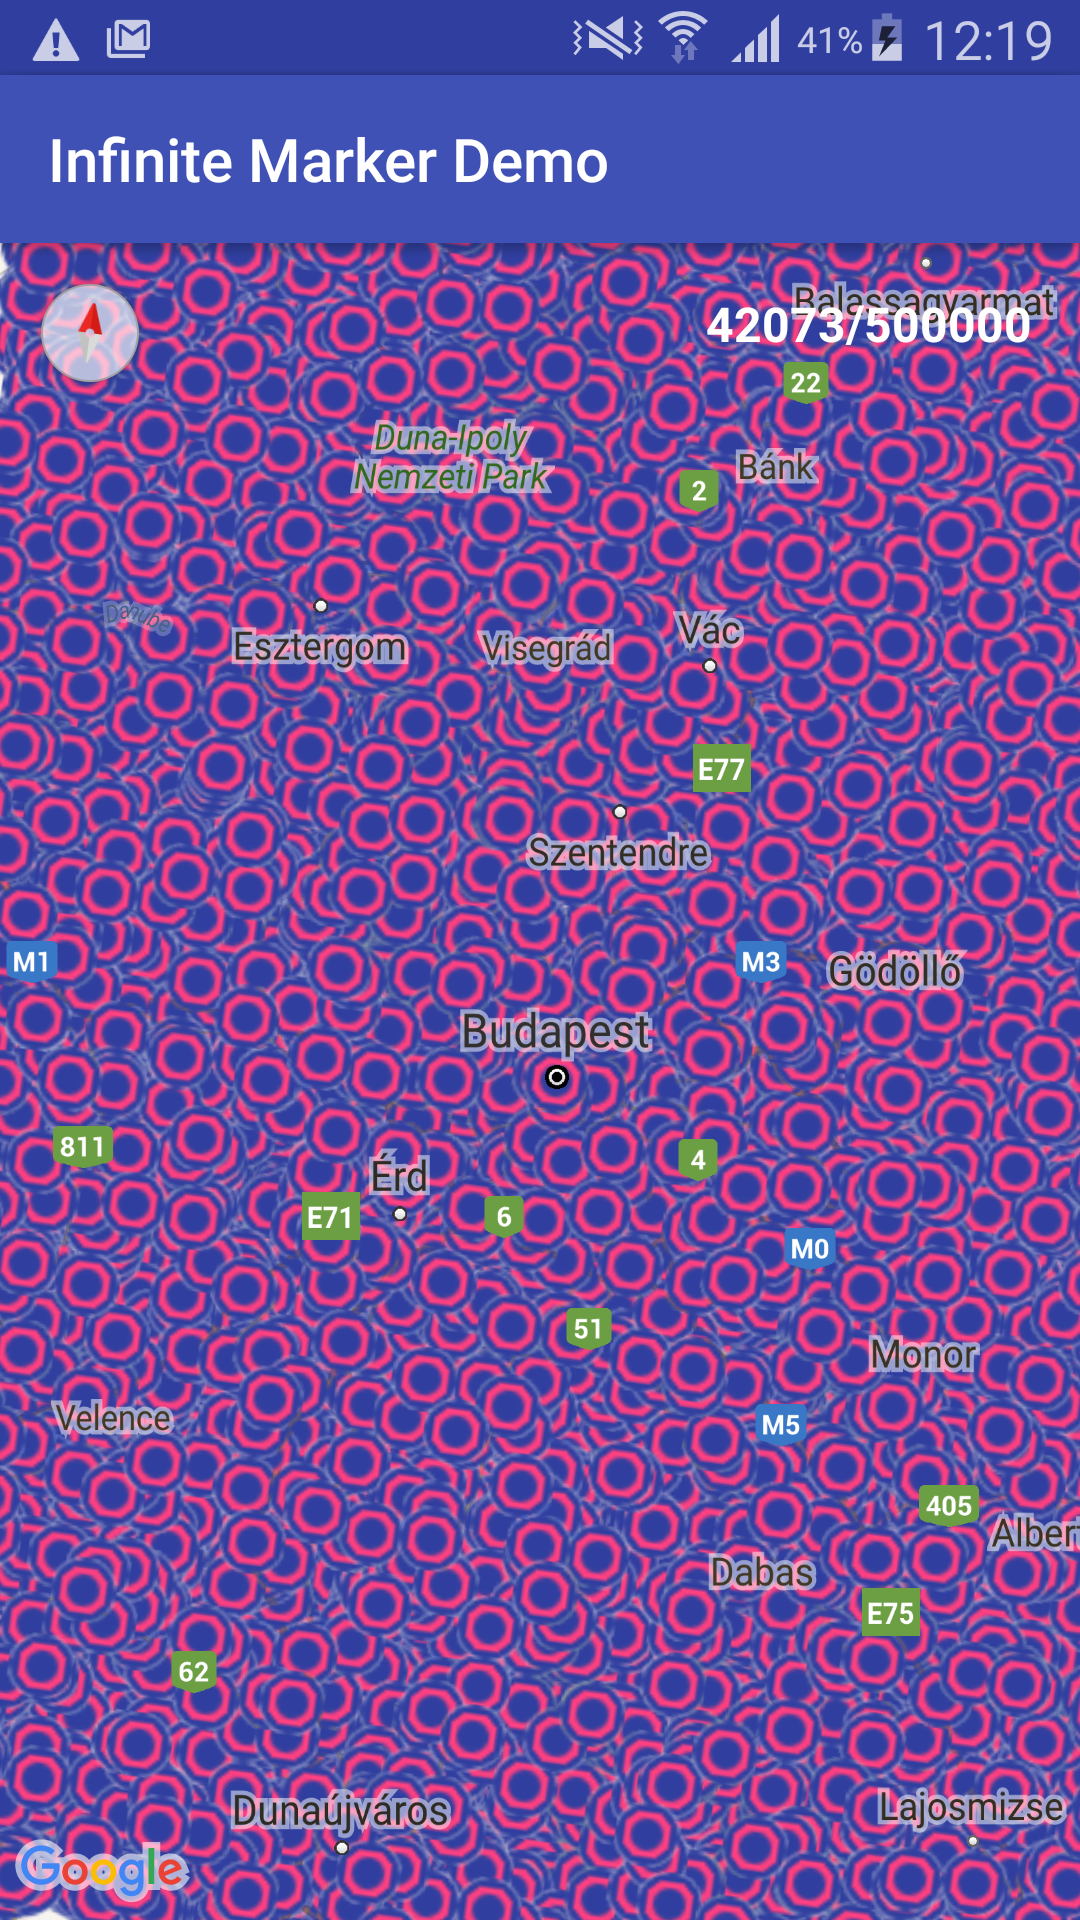 41% 12:19
Infinite Marker Demo
Balassagyarmat
42073/500000
22
Duna-Ipoly
Nemzeti Park
Bánk
2
Danube
Esztergom
Visegrád
Vác
E77
Szentendre
M1
M3
Gödöllő
Budapest
811
4
Érd
E71
6
M0
51
Monor
Velence
M5
405
Albert
Dabas
E75
62
Dunaújváros
Lajosmizse
Google